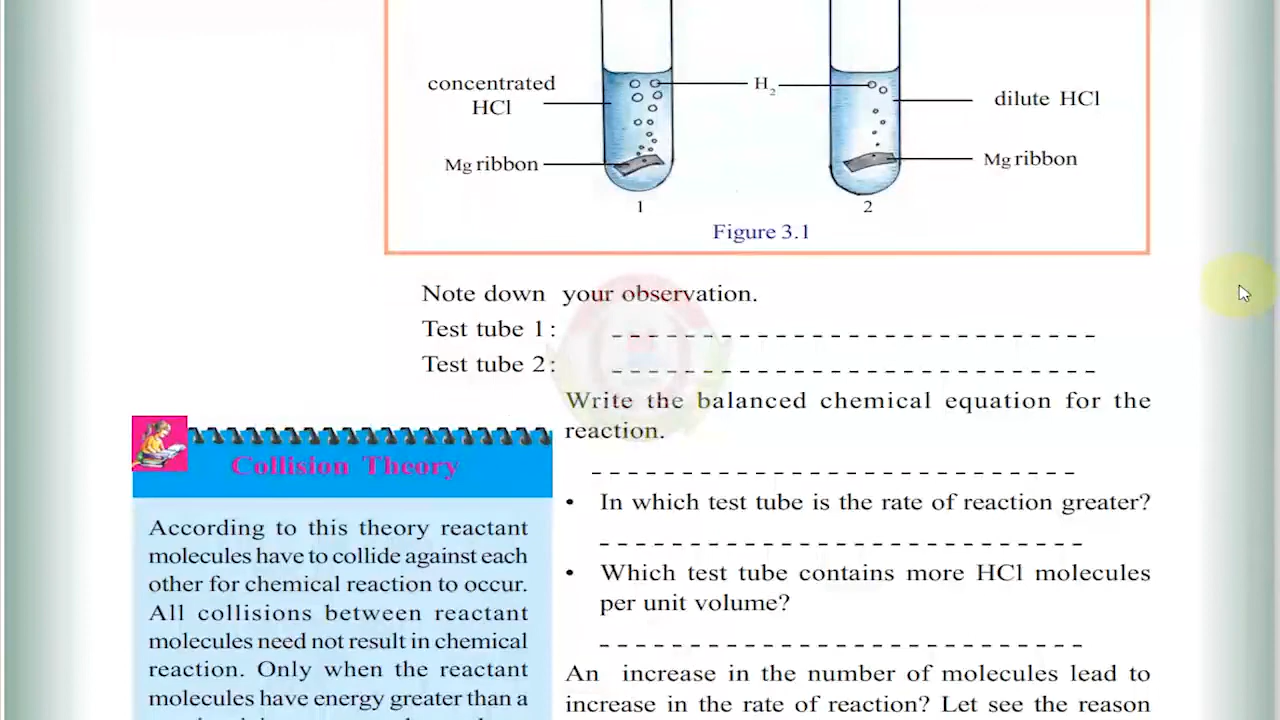 concentrated
HCl
H2
dilute HCl
Mg ribbon
Mg ribbon
1
2
Figure 3.1
Note down your observation.
Test tube 1:
Test tube 2:
Write the balanced chemical equation for the
reaction.
• In which test tube is the rate of reaction greater?
• Which test tube contains more HCl molecules
per unit volume?
An increase in the number of molecules lead to
increase in the rate of reaction? Let see the reason
Collision Theory
According to this theory reactant
molecules have to collide against each
other for chemical reaction to occur.
All collisions between reactant
molecules need not result in chemical
reaction. Only when the reactant
molecules have energy greater than a